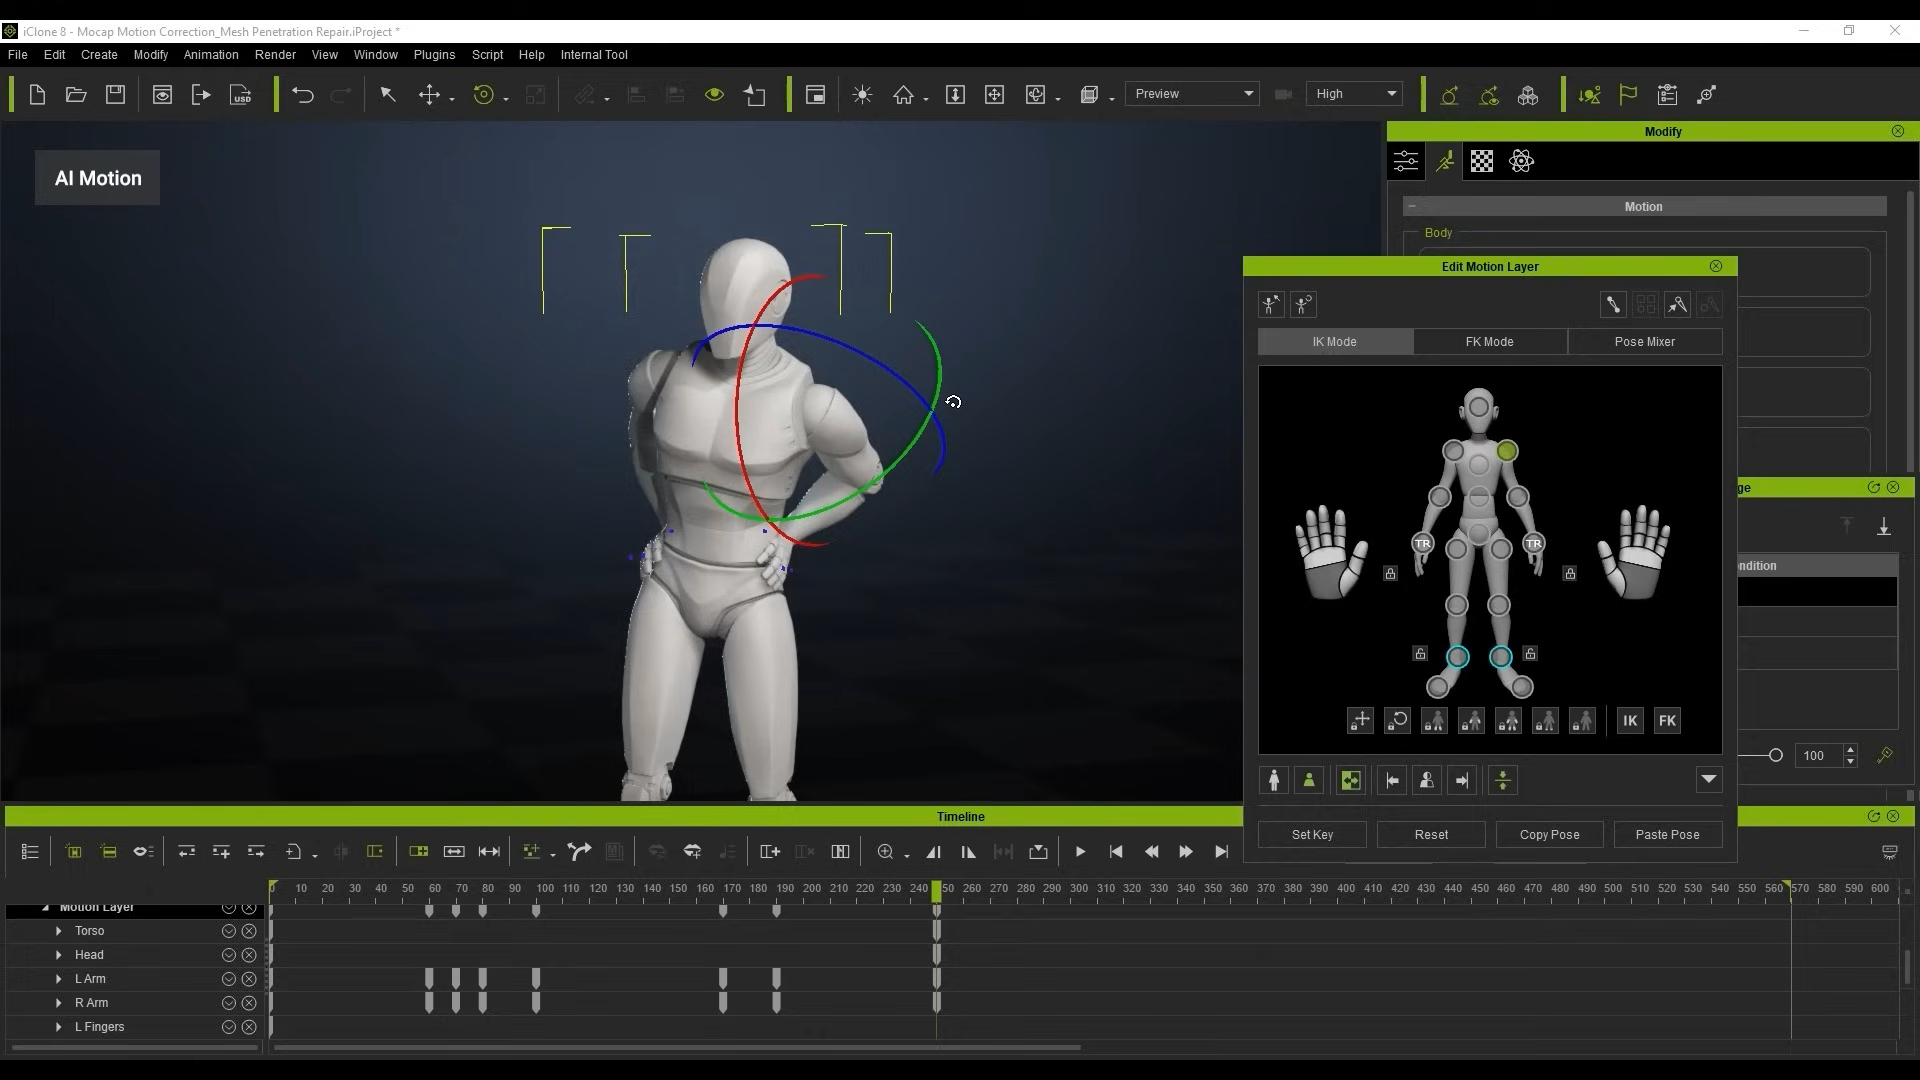 iClone 8 - Mocap Motion Correction_Mesh Penetration Repair.iProject *
File Edit Create Modify Animation Render View Window Plugins Script Help Internal Tool
USD
Preview
High
Modify
AI Motion
Motion
Body
Edit Motion Layer
IK Mode FK Mode Pose Mixer
ge
ondition
TR TR
IK FK
100
Set Key Reset Copy Pose Paste Pose
Timeline
0 10 20 30 40 50 60 70 80 90 100 110 120 130 140 150 160 170 180 190 200 210 220 230 240 50 260 270 280 290 300 310 320 330 340 350 360 370 380 390 400 410 420 430 440 450 460 470 480 490 500 510 520 530 540 550 560 570 580 590 600
Motion Layer
Torso
Head
L Arm
R Arm
L Fingers